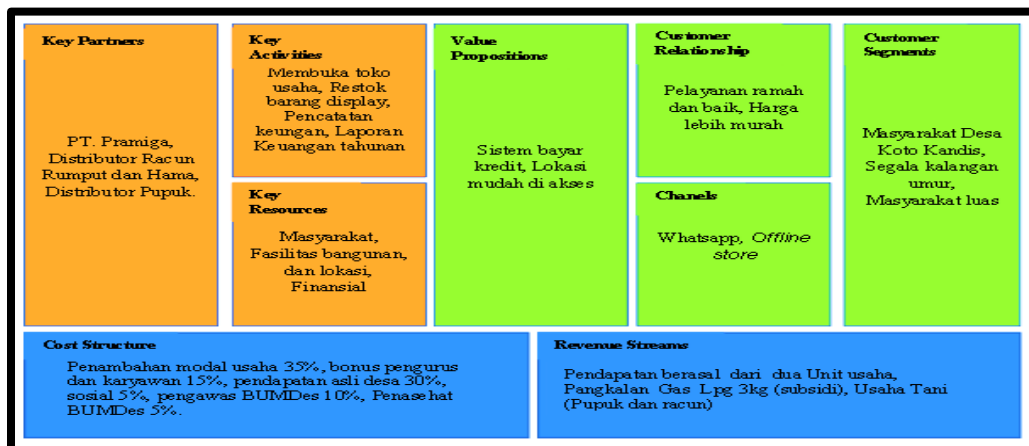 Key Partners
PT. Pramiga,
Distributor Racun
Rumput dan Hama,
Distributor Pupuk.
Key
Activities
Membuka toko
usaha, Restok
barang display,
Pencatatan
keungan, Laporan
Keuangan tahunan
Key
Resources
Masyarakat,
Fasilitas bangunan,
dan lokasi,
Finansial
Value
Propositions
Sistem bayar
kredit, Lokasi
mudah di akses
Customer
Relationship
Pelayanan ramah
dan baik, Harga
lebih murah
Chanels
Whatsapp, Offline
store
Customer
Segments
Masyarakat Desa
Koto Kandis,
Segala kalangan
umur,
Masyarakat luas
Cost Structure
Penambahan modal usaha 35%, bonus pengurus
dan karyawan 15%, pendapatan asli desa 30%,
sosial 5%, pengawas BUMDes 10%, Penasehat
BUMDes 5%.
Revenue Streams
Pendapatan berasal dari dua Unit usaha,
Pangkalan Gas Lpg 3kg (subsidi), Usaha Tani
(Pupuk dan racun)